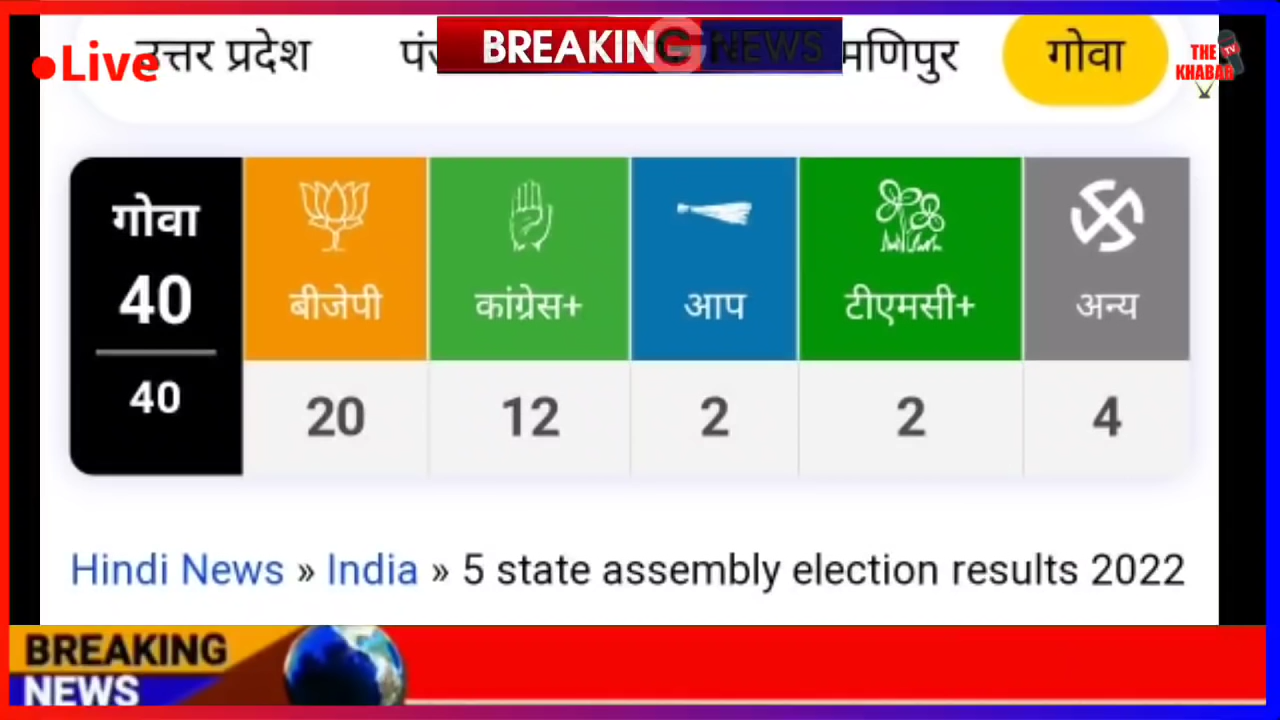 Live
उत्तर प्रदेश
BREAKING NEWS
मणिपुर
गोवा
THE TV
KHABAR
गोवा
40
40
बीजेपी
कांग्रेस+
आप
टीएमसी+
अन्य
20
12
2
2
4
Hindi News » India » 5 state assembly election results 2022
BREAKING
NEWS